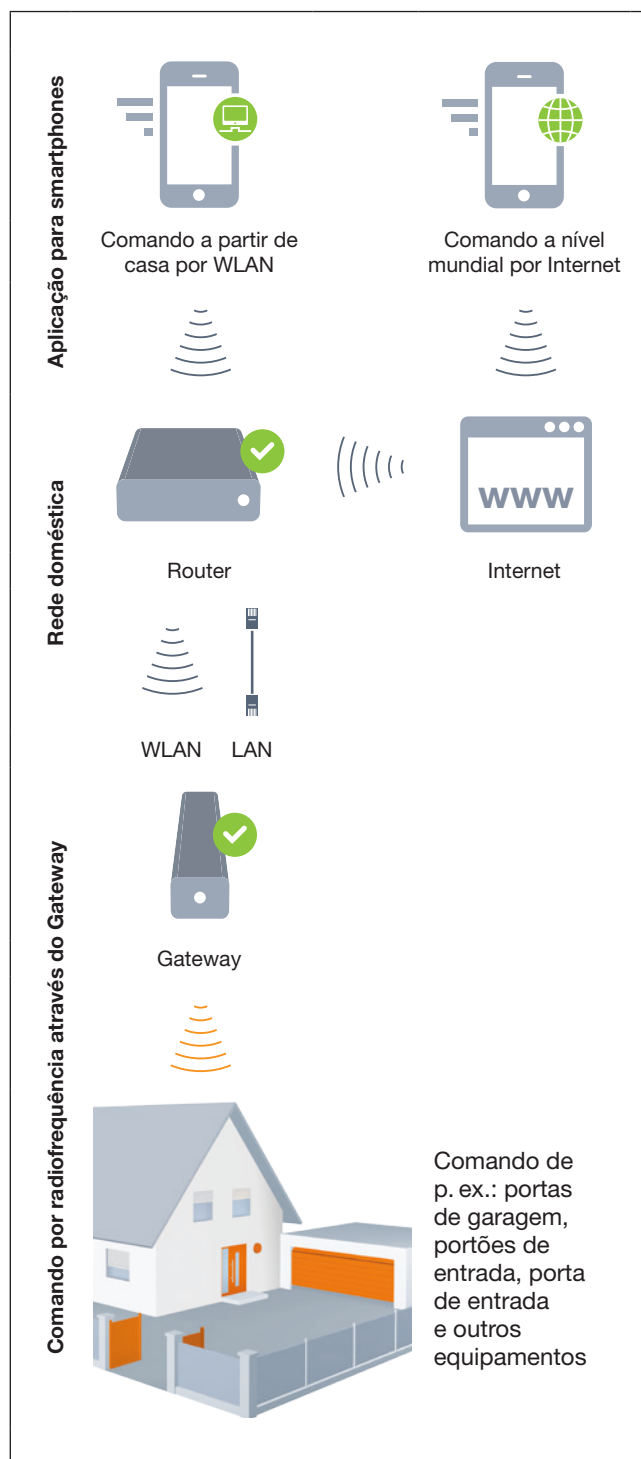 Aplicação para smartphones
Comando a partir de
casa por WLAN
Comando a nível
mundial por Internet
Rede doméstica
www
Router
Internet
WLAN
LAN
Comando por radiofrequência através do Gateway
Gateway
Comando de
p. ex.: portas
de garagem,
portões de
entrada, porta
de entrada
e outros
equipamentos